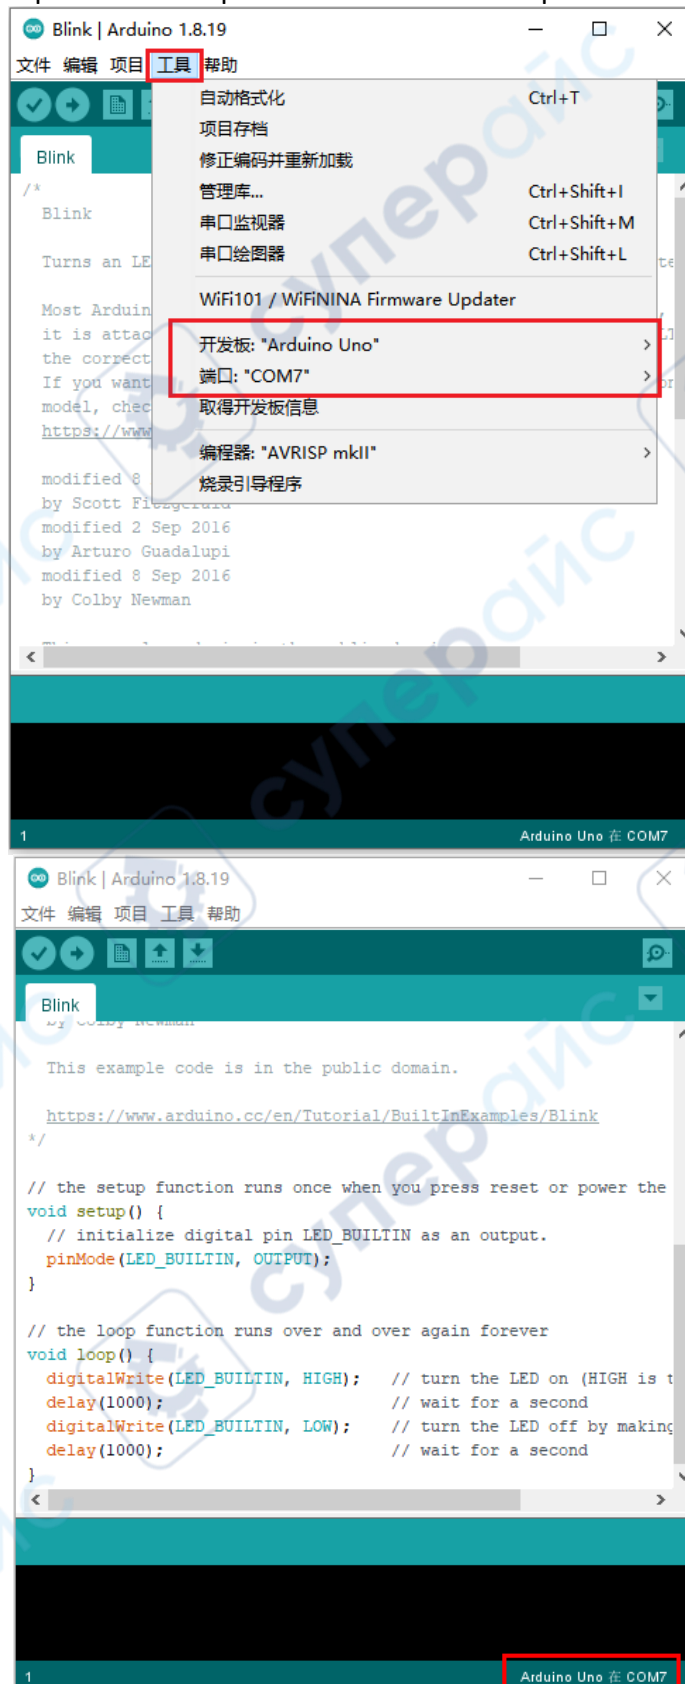 Blink | Arduino 1.8.19
文件 编辑 项目 工具 帮助
自动格式化 Ctrl+T
项目存档
修正编码并重新加载
管理库... Ctrl+Shift+I
串口监视器 Ctrl+Shift+M
串口绘图器 Ctrl+Shift+L
WiFi101 / WiFiNINA Firmware Updater
开发板: "Arduino Uno"
端口: "COM7"
取得开发板信息
编程器: "AVRISP mkII"
烧录引导程序
Blink
/*
Blink
Turns an LE
Most Arduin
it is attac
the correct
If you want
model, chec
https://www
modified 8
by Scott Fitzgerald
modified 2 Sep 2016
by Arturo Guadalupi
modified 8 Sep 2016
by Colby Newman
1 Arduino Uno 在 COM7
Blink | Arduino 1.8.19
文件 编辑 项目 工具 帮助
Blink
by Colby Newman
This example code is in the public domain.
https://www.arduino.cc/en/Tutorial/BuiltInExamples/Blink
*/
// the setup function runs once when you press reset or power the
void setup() {
// initialize digital pin LED_BUILTIN as an output.
pinMode(LED_BUILTIN, OUTPUT);
}
// the loop function runs over and over again forever
void loop() {
digitalWrite(LED_BUILTIN, HIGH); // turn the LED on (HIGH is t
delay(1000); // wait for a second
digitalWrite(LED_BUILTIN, LOW); // turn the LED off by making
delay(1000); // wait for a second
}
1 Arduino Uno 在 COM7
суперайс
суперайс
суперайс